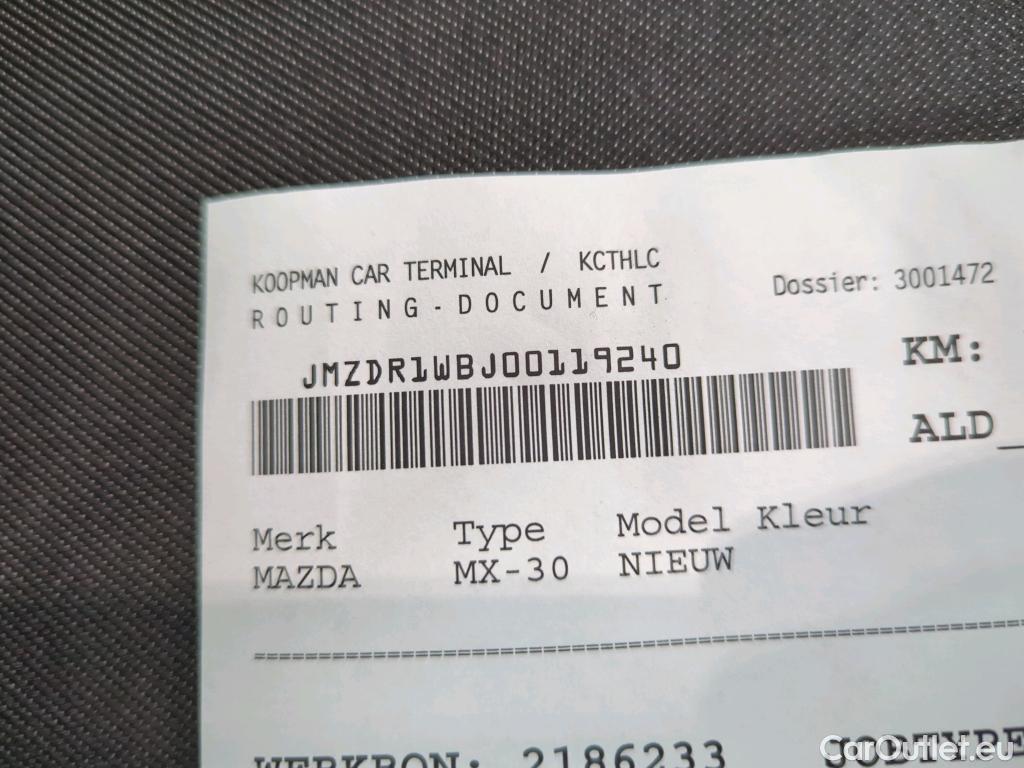 KOOPMAN CAR TERMINAL / KCTHLC
ROUTING-DOCUMENT
Dossier: 3001472
JMZDR1WBJ00119240
KM:
ALD_
Merk Type Model Kleur
MAZDA MX-30 NIEUW
================================================
WERKBON: 2186233 JOBTYPE
CarOutlet.eu